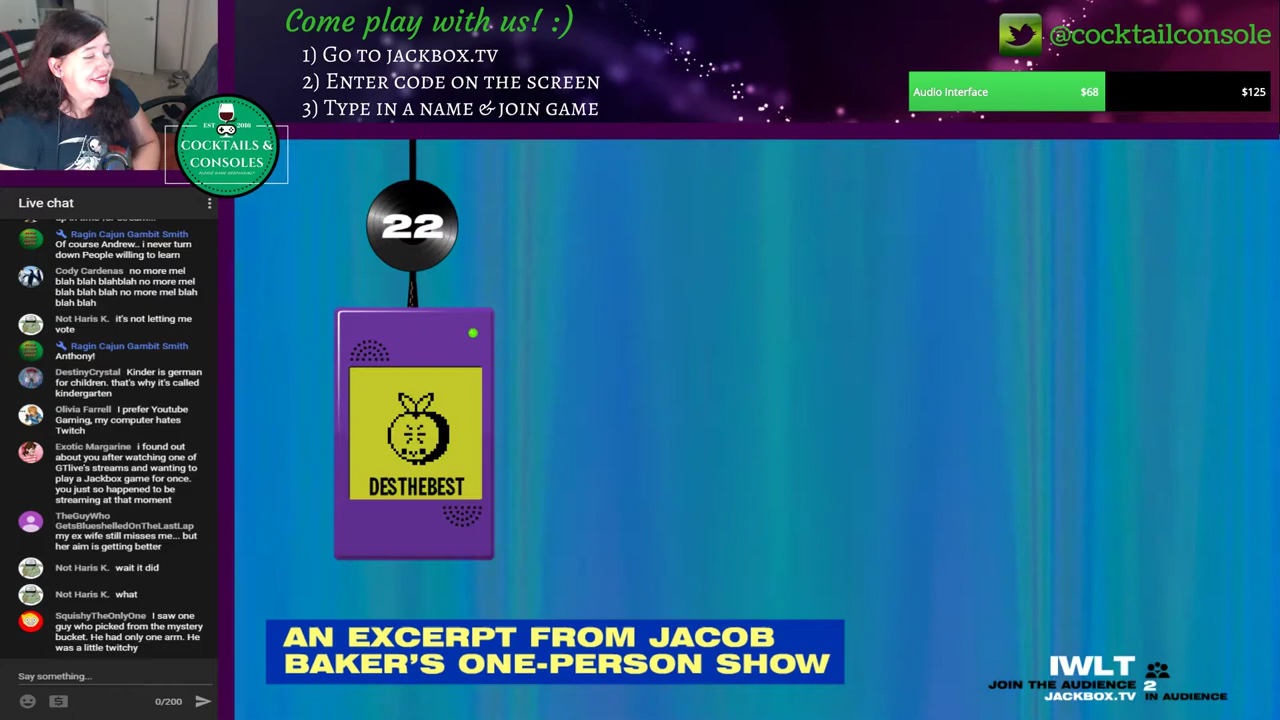 Come play with us! :)
1) Go to jackbox.tv
2) Enter code on the screen
3) Type in a name & join game
@cocktailconsole
Audio Interface $68 $125
EST 2016
COCKTAILS &
CONSOLES
PLEASE GAME RESPONSIBLY
Live chat
Ragin Cajun Gambit Smith
Of course Andrew.. i never turn
down People willing to learn
Cody Cardenas no more mel
blah blah blahblah no more mel
blah blah blah no more mel blah
blah blah
Not Haris K. it's not letting me
vote
Ragin Cajun Gambit Smith
Anthony!
DestinyCrystal Kinder is german
for children. that's why it's called
kindergarten
Olivia Farrell I prefer Youtube
Gaming, my computer hates
Twitch
Exotic Margarine i found out
about you after watching one of
GTlive's streams and wanting to
play a Jackbox game for once.
you just so happened to be
streaming at that moment
TheGuyWho
GetsBlueshelledOnTheLastLap
my ex wife still misses me... but
her aim is getting better
Not Haris K. wait it did
Not Haris K. what
SquishyTheOnlyOne I saw one
guy who picked from the mystery
bucket. He had only one arm. He
was a little twitchy
Say something...
0/200
22
DESTHEBEST
AN EXCERPT FROM JACOB
BAKER'S ONE-PERSON SHOW
IWLT
JOIN THE AUDIENCE 2
JACKBOX.TV IN AUDIENCE